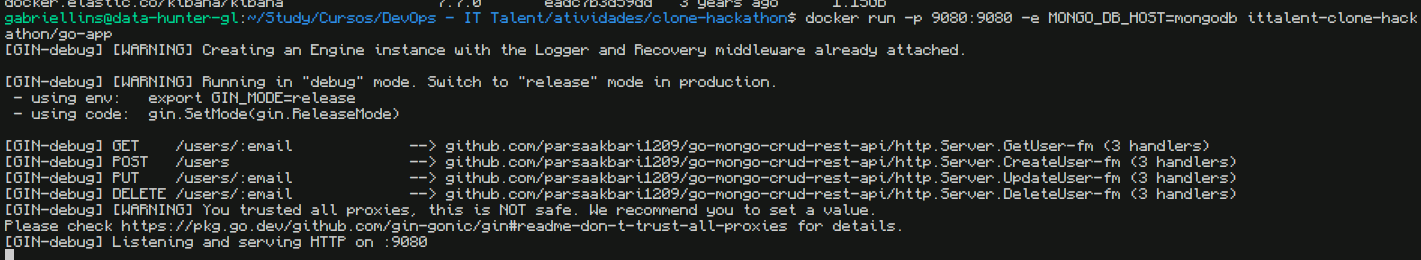 docker.elastic.co/kibana/kibana 7.7.0 eadc7b3d59dd 3 years ago 1.15GB
gabriellins@data-hunter-gl:~/Study/Cursos/DevOps - IT Talent/atividades/clone-hackathon$ docker run -p 9080:9080 -e MONGO_DB_HOST=mongodb ittalent-clone-hack
athon/go-app
[GIN-debug] [WARNING] Creating an Engine instance with the Logger and Recovery middleware already attached.
[GIN-debug] [WARNING] Running in "debug" mode. Switch to "release" mode in production.
- using env: export GIN_MODE=release
- using code: gin.SetMode(gin.ReleaseMode)
[GIN-debug] GET /users/:email --> github.com/parsaakbari1209/go-mongo-crud-rest-api/http.Server.GetUser-fm (3 handlers)
[GIN-debug] POST /users --> github.com/parsaakbari1209/go-mongo-crud-rest-api/http.Server.CreateUser-fm (3 handlers)
[GIN-debug] PUT /users/:email --> github.com/parsaakbari1209/go-mongo-crud-rest-api/http.Server.UpdateUser-fm (3 handlers)
[GIN-debug] DELETE /users/:email --> github.com/parsaakbari1209/go-mongo-crud-rest-api/http.Server.DeleteUser-fm (3 handlers)
[GIN-debug] [WARNING] You trusted all proxies, this is NOT safe. We recommend you to set a value.
Please check https://pkg.go.dev/github.com/gin-gonic/gin#readme-don-t-trust-all-proxies for details.
[GIN-debug] Listening and serving HTTP on :9080